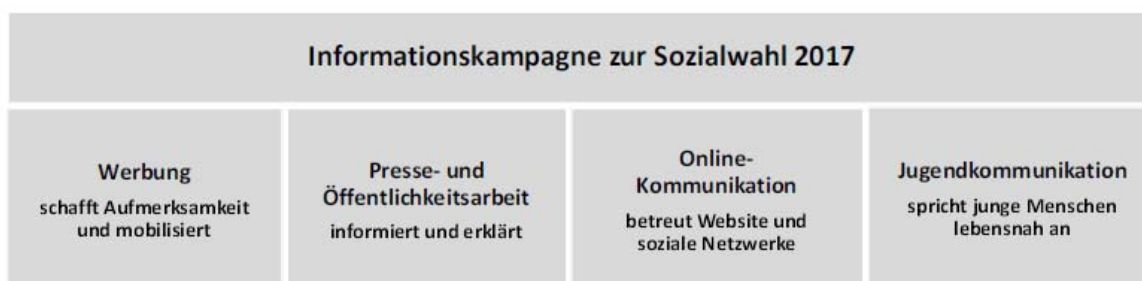 Informationskampagne zur Sozialwahl 2017
Werbung
schafft Aufmerksamkeit
und mobilisiert
Presse- und
Öffentlichkeitsarbeit
informiert und erklärt
Online-
Kommunikation
betreut Website und
soziale Netzwerke
Jugendkommunikation
spricht junge Menschen
lebensnah an